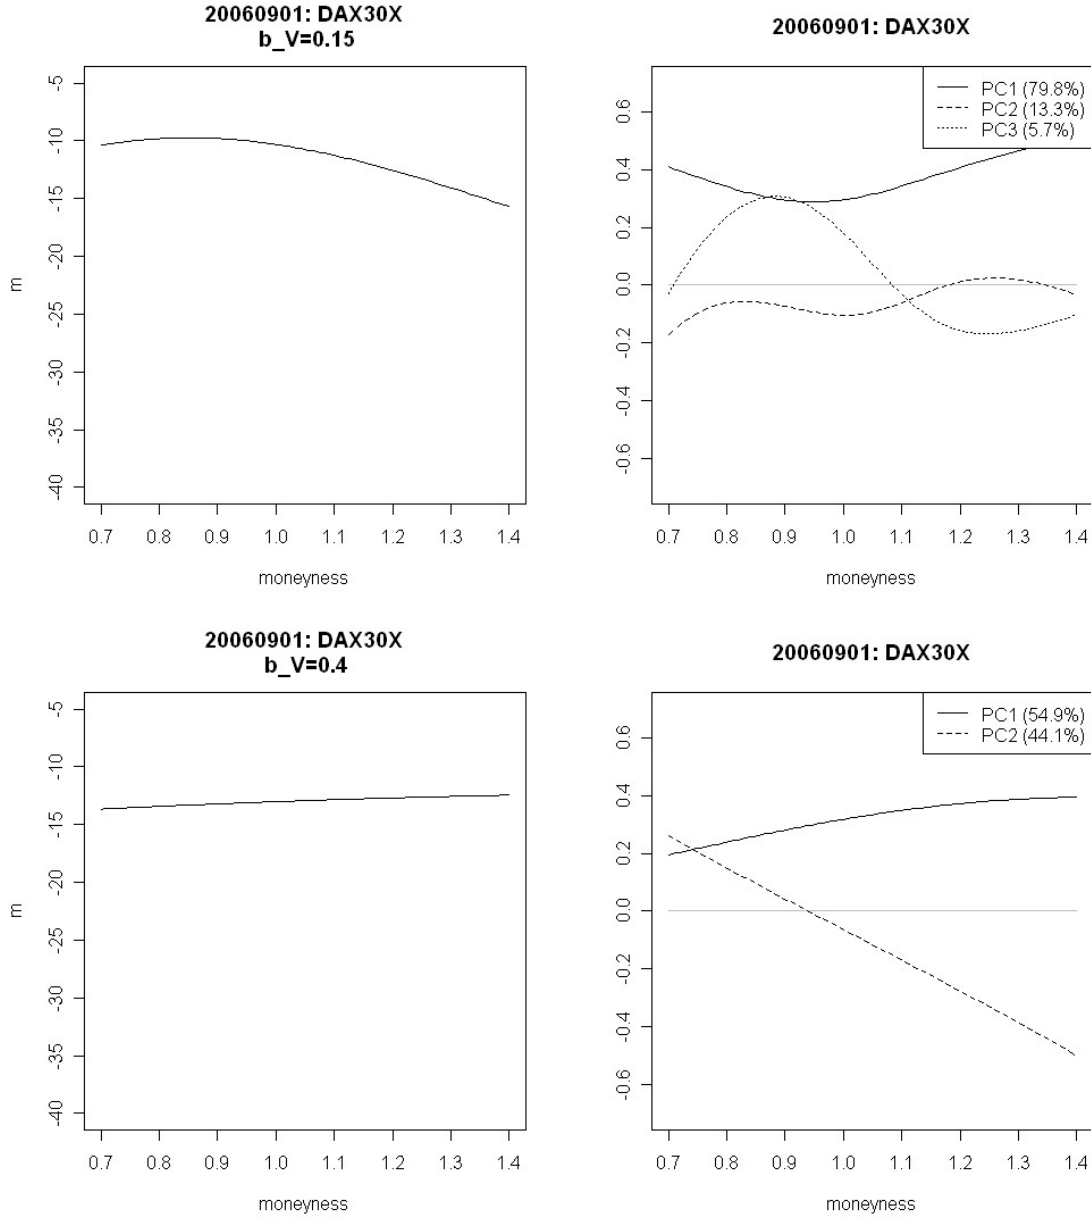 20060901: DAX30X
b_V=0.15
m
-5
-10
-15
-20
-25
-30
-35
-40
0.7 0.8 0.9 1.0 1.1 1.2 1.3 1.4
moneyness
20060901: DAX30X
PC1 (79.8%)
PC2 (13.3%)
PC3 (5.7%)
0.6
0.4
0.2
0.0
-0.2
-0.4
-0.6
0.7 0.8 0.9 1.0 1.1 1.2 1.3 1.4
moneyness
20060901: DAX30X
b_V=0.4
m
-5
-10
-15
-20
-25
-30
-35
-40
0.7 0.8 0.9 1.0 1.1 1.2 1.3 1.4
moneyness
20060901: DAX30X
PC1 (54.9%)
PC2 (44.1%)
0.6
0.4
0.2
0.0
-0.2
-0.4
-0.6
0.7 0.8 0.9 1.0 1.1 1.2 1.3 1.4
moneyness